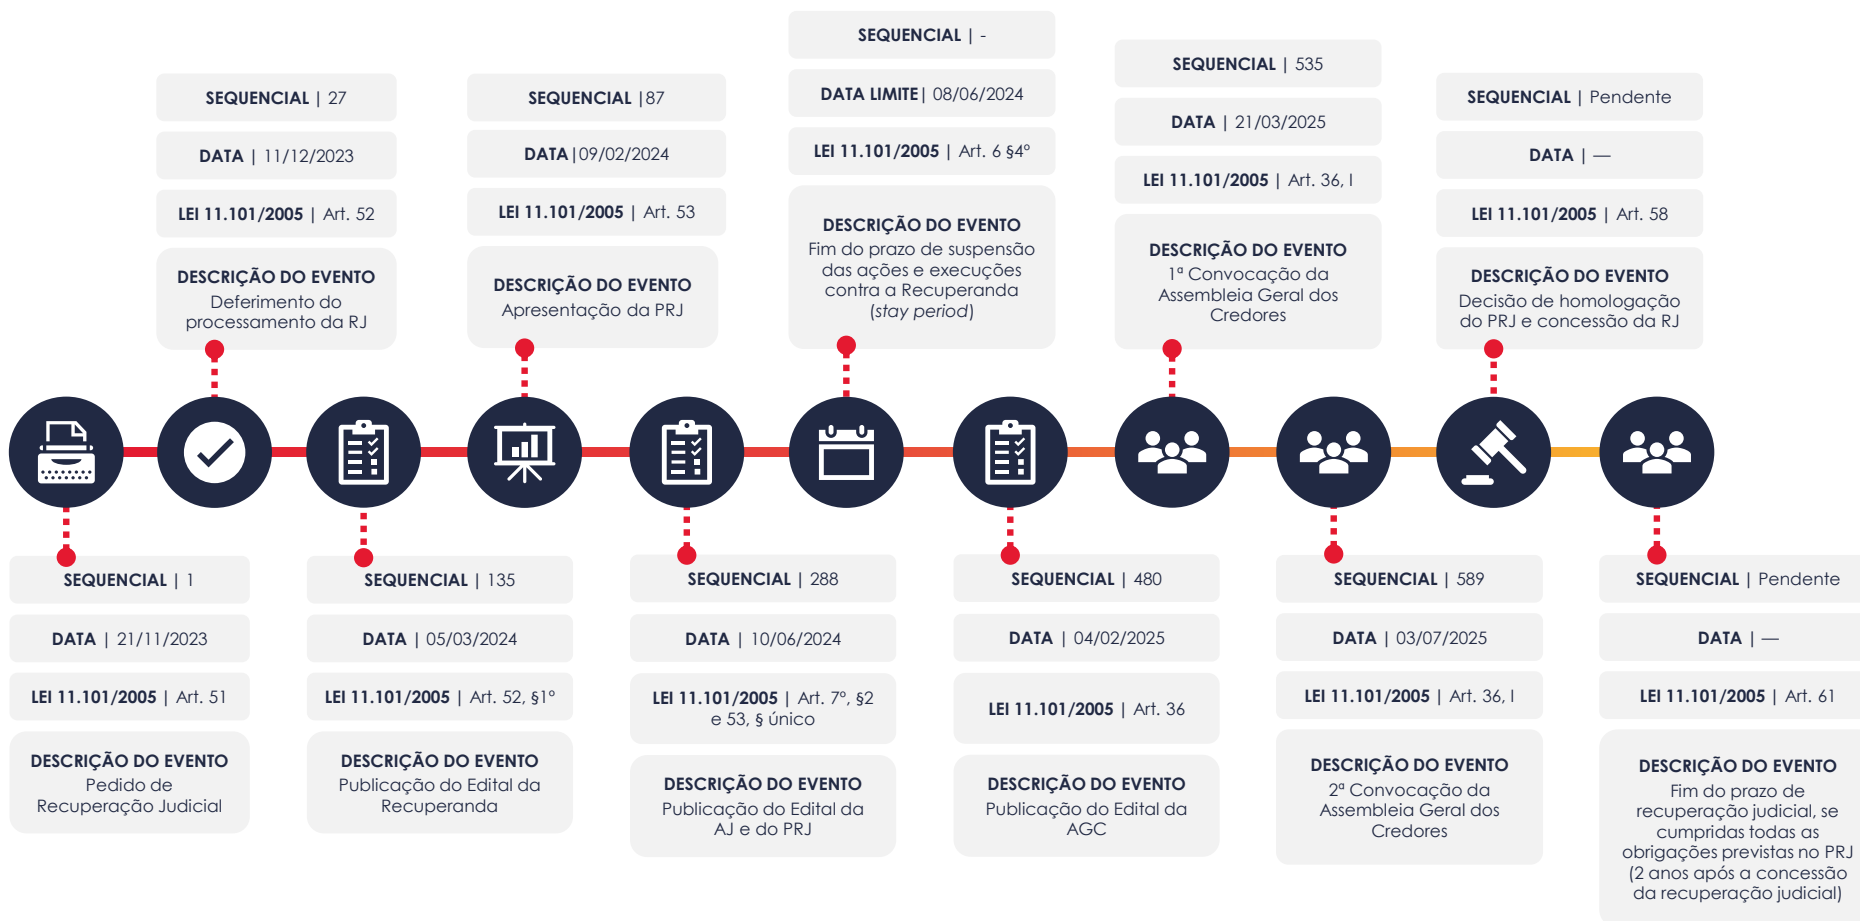 SEQUENCIAL | 27
DATA | 11/12/2023
LEI 11.101/2005 | Art. 52
DESCRIÇÃO DO EVENTO
Deferimento do
processamento da RJ
SEQUENCIAL |87
DATA|09/02/2024
LEI 11.101/2005 | Art. 53
DESCRIÇÃO DO EVENTO
Apresentação da PRJ
SEQUENCIAL | -
DATA LIMITE| 08/06/2024
LEI 11.101/2005 | Art. 6 §4º
DESCRIÇÃO DO EVENTO
Fim do prazo de suspensão
das ações e execuções
contra a Recuperanda
(stay period)
SEQUENCIAL | 535
DATA | 21/03/2025
LEI 11.101/2005 | Art. 36, I
DESCRIÇÃO DO EVENTO
1ª Convocação da
Assembleia Geral dos
Credores
SEQUENCIAL | Pendente
DATA | —
LEI 11.101/2005 | Art. 58
DESCRIÇÃO DO EVENTO
Decisão de homologação
do PRJ e concessão da RJ
SEQUENCIAL | 1
DATA | 21/11/2023
LEI 11.101/2005 | Art. 51
DESCRIÇÃO DO EVENTO
Pedido de
Recuperação Judicial
SEQUENCIAL | 135
DATA | 05/03/2024
LEI 11.101/2005 | Art. 52, §1º
DESCRIÇÃO DO EVENTO
Publicação do Edital da
Recuperanda
SEQUENCIAL | 288
DATA | 10/06/2024
LEI 11.101/2005 | Art. 7º, §2
e 53, § único
DESCRIÇÃO DO EVENTO
Publicação do Edital da
AJ e do PRJ
SEQUENCIAL | 480
DATA | 04/02/2025
LEI 11.101/2005 | Art. 36
DESCRIÇÃO DO EVENTO
Publicação do Edital da
AGC
SEQUENCIAL | 589
DATA | 03/07/2025
LEI 11.101/2005 | Art. 36, I
DESCRIÇÃO DO EVENTO
2ª Convocação da
Assembleia Geral dos
Credores
SEQUENCIAL | Pendente
DATA | —
LEI 11.101/2005 | Art. 61
DESCRIÇÃO DO EVENTO
Fim do prazo de
recuperação judicial, se
cumpridas todas as
obrigações previstas no PRJ
(2 anos após a concessão
da recuperação judicial)